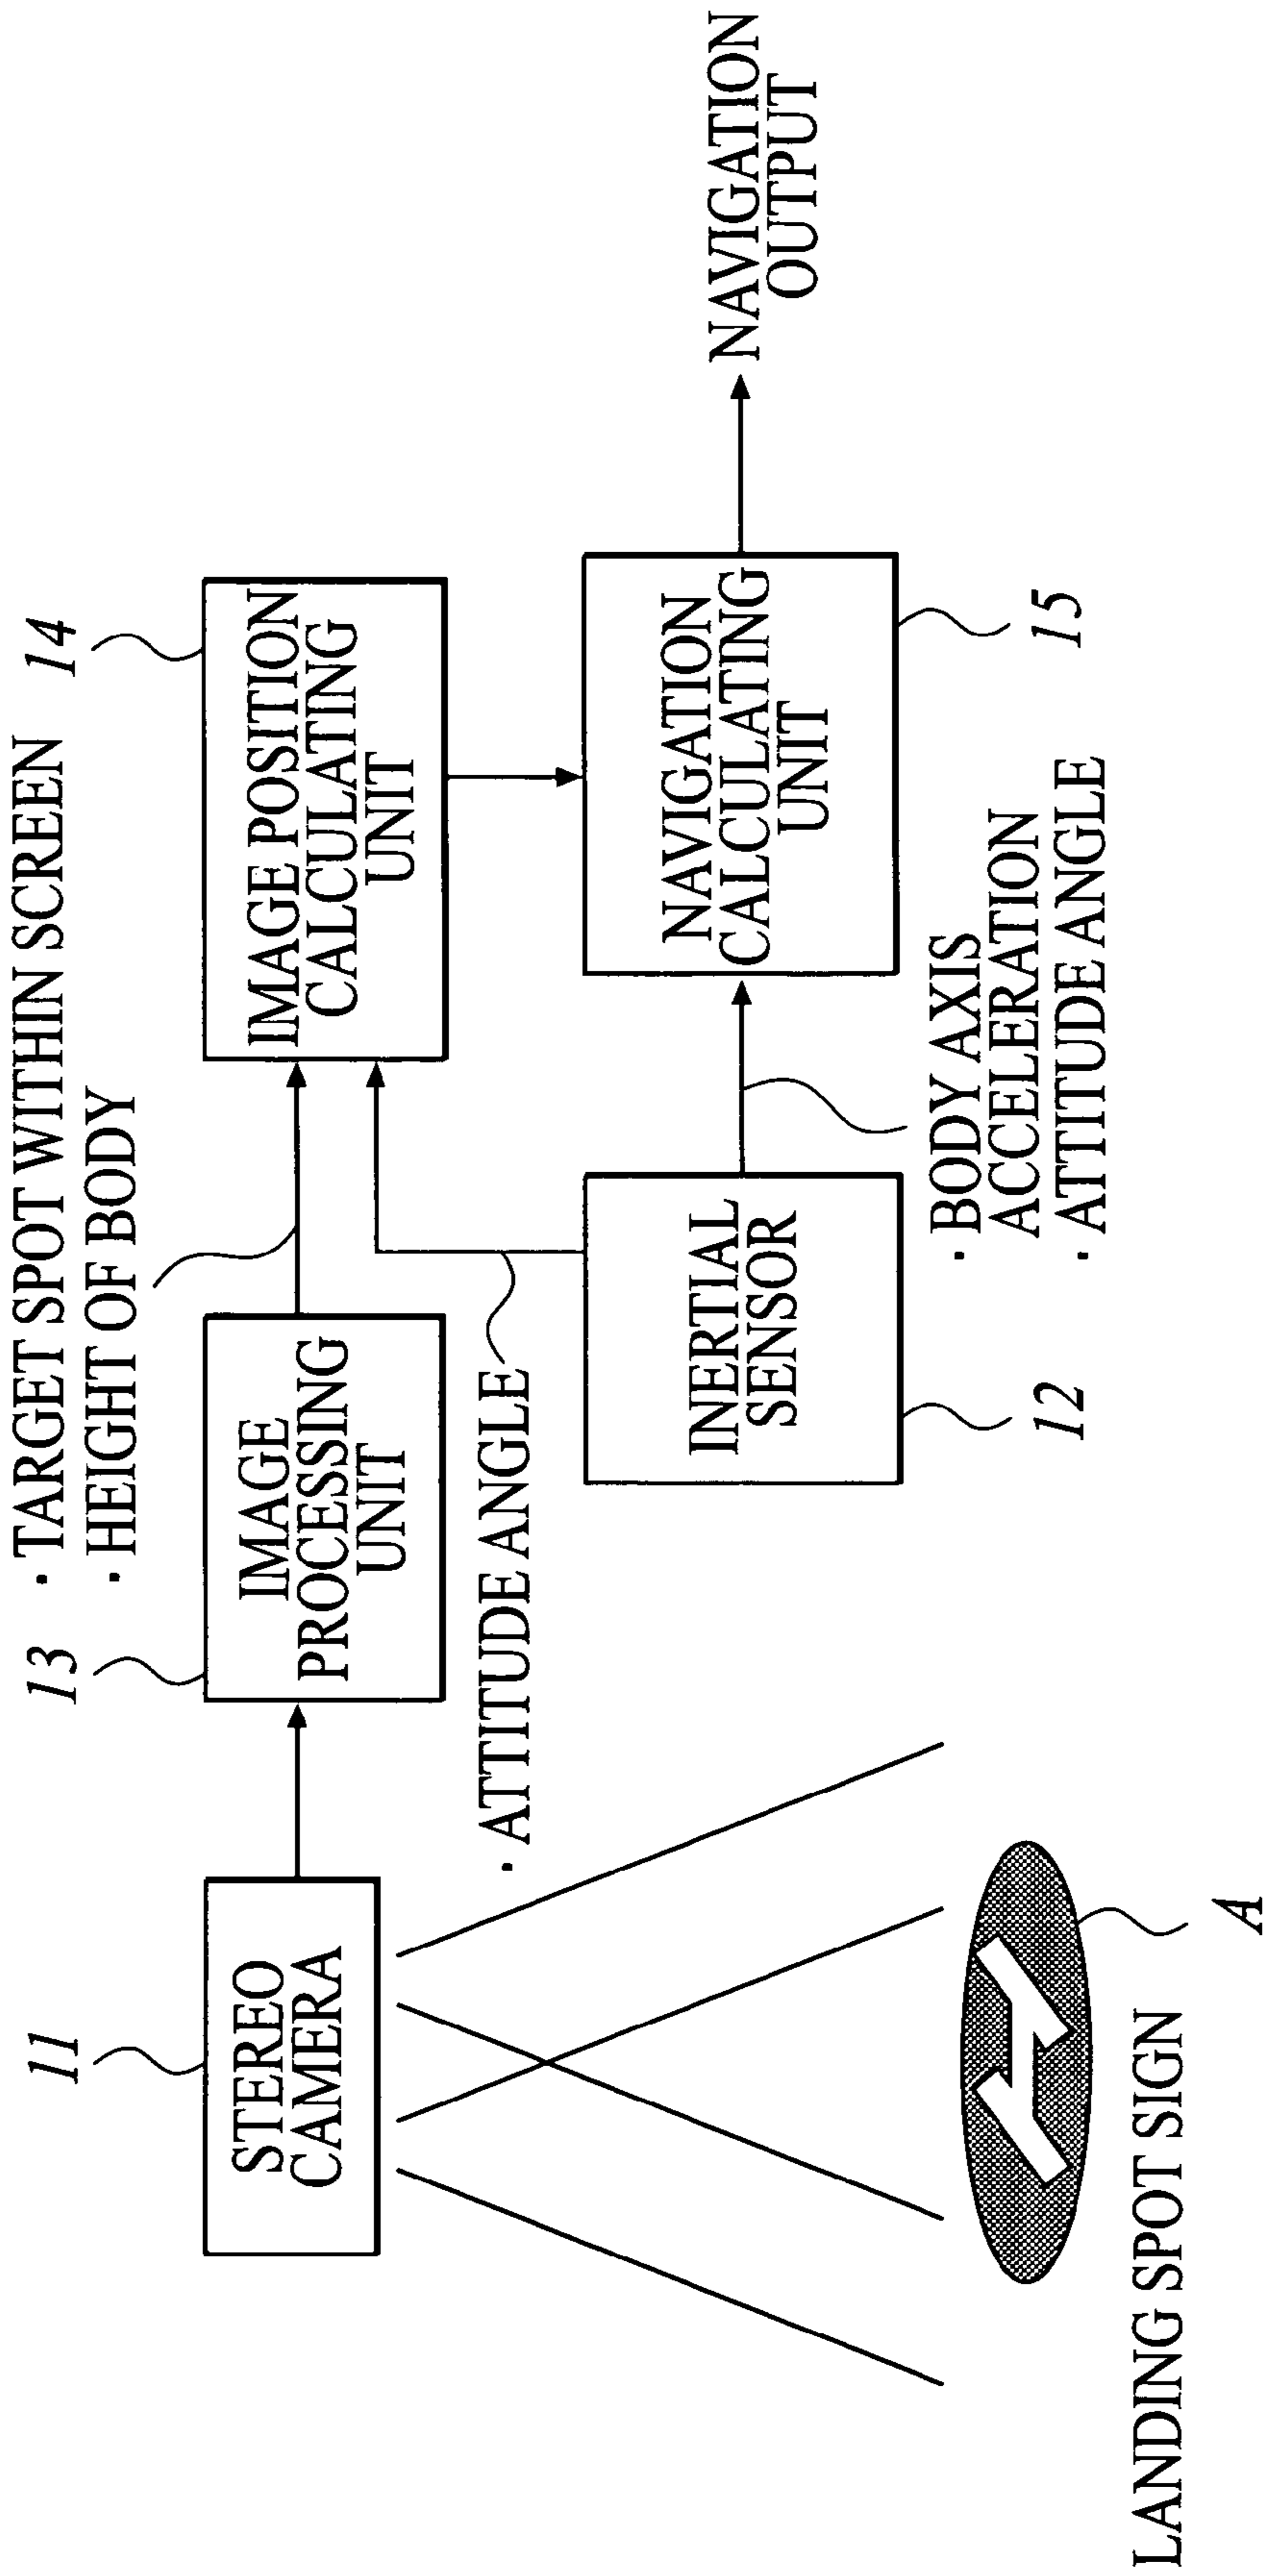 · TARGET SPOT WITHIN SCREEN
· HEIGHT OF BODY
11
STEREO
CAMERA
13
IMAGE
PROCESSING
UNIT
14
IMAGE POSITION
CALCULATING
UNIT
· ATTITUDE ANGLE
INERTIAL
SENSOR
12
NAVIGATION
CALCULATING
UNIT
15
NAVIGATION
OUTPUT
· BODY AXIS
ACCELERATION
· ATTITUDE ANGLE
H
LANDING SPOT SIGN
A